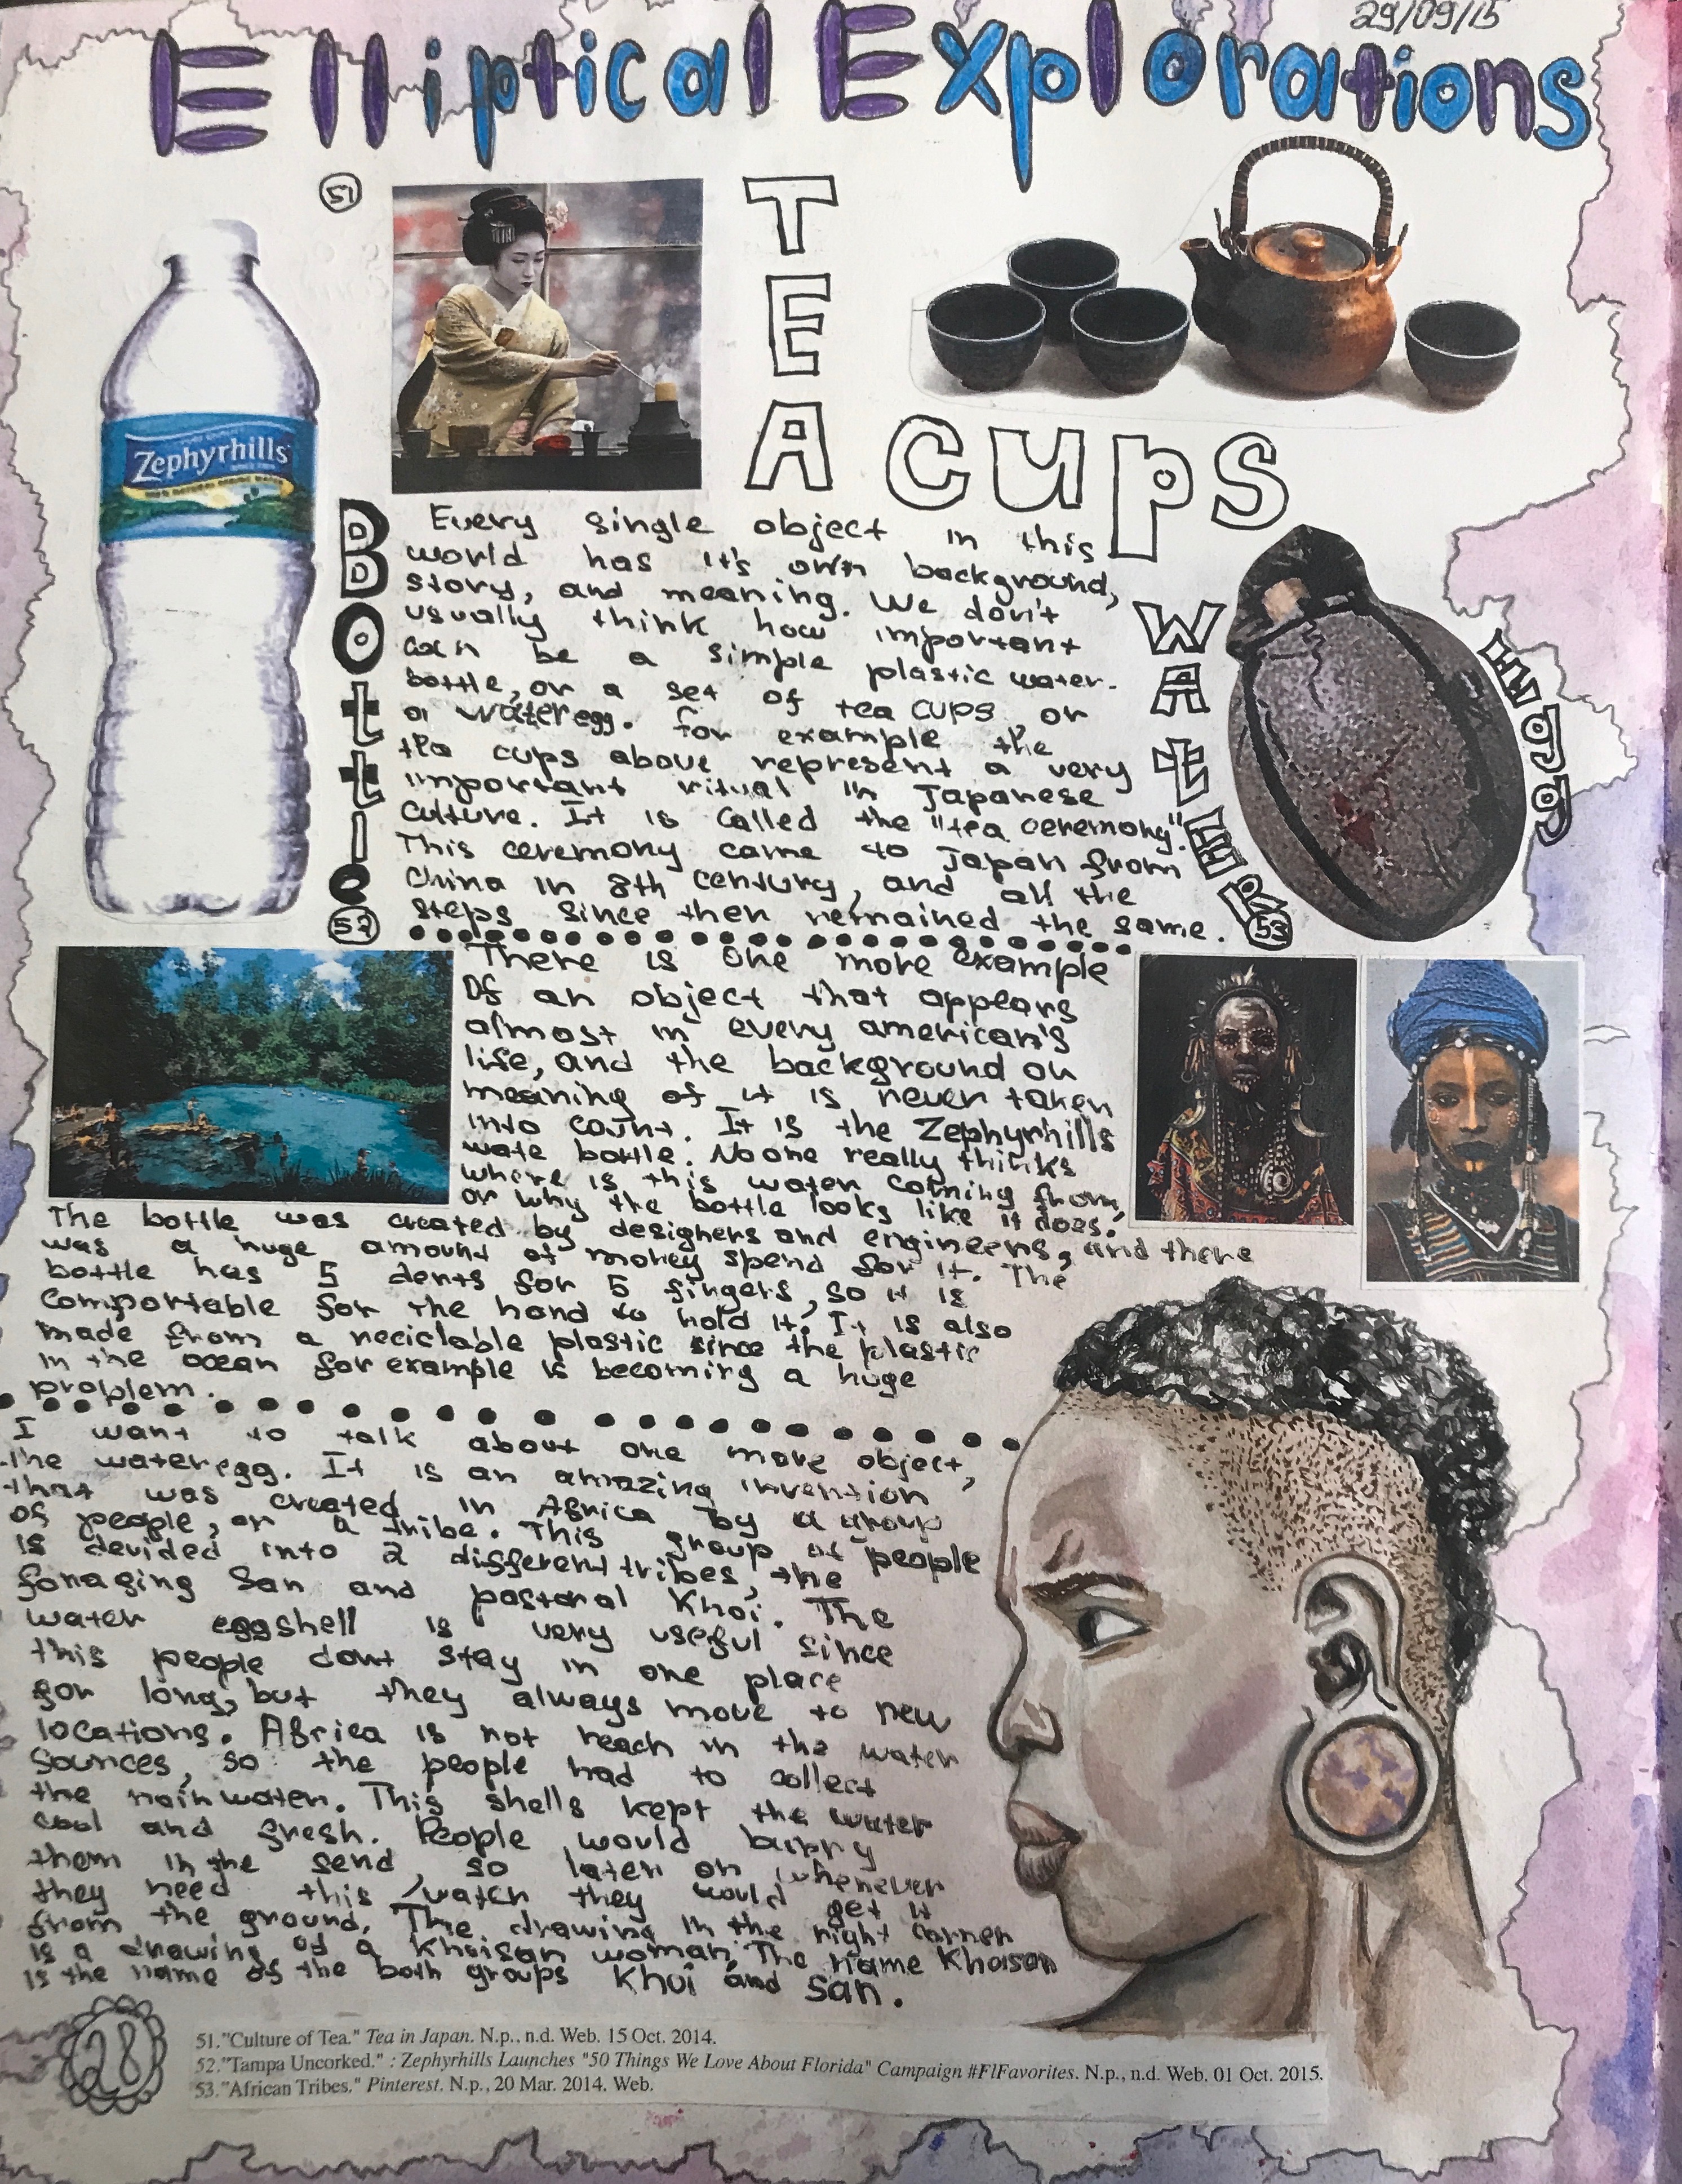 29/09/15
Elliptical Explorations
51
TEA
cups
Zephyrhills
Bottle
52
WATER
Egg
53
Every single object in this
world has it's own background,
story, and meaning. We don't
usually think how important
can be a simple plastic water.
bottle, or a set of tea cups, or
or water egg. For example the
tea cups above represent a very
important ritual in Japanese
culture. It is called the "tea ceremony".
This ceremony came to Japan from
China in 8th century, and all the
steps since then remained the same.
There is one more example
Of an object that appears
almost in every american's
life, and the background on
meaning of it is never taken
into count. It is the Zephyrhills
wate bottle. No one really thinks
where is this water coming from,
or why the bottle looks like it does.
The bottle was created by designers and engineers, and there
was a huge amount of money spend for it. The
bottle has 5 dents for 5 fingers, so it is
comportable for the hand to hold it. It is also
made from a reciclable plastic since the plastic
in the ocean for example is becoming a huge
problem.
I want to talk about one more object,
the water egg. It is an amazing invention,
that was created in Africa by a group
of people, or a tribe. This group of people
is devided into 2 different tribes, the
foraging San and pastoral Khoi. The
water eggshell is very useful since
this people dont stay in one place
for long, but they always move to new
locations. Africa is not reach in the water
sources, so the people had to collect
the rain water. This shells kept the water
cool and fresh. People would burry
them in the send, so later on whenever
they need this water they would get it
from the ground. The drawing in the right corner
is a drawing of a Khoisan woman. The name Khoisan
is the name of the both groups Khoi and San.
28
51."Culture of Tea." Tea in Japan. N.p., n.d. Web. 15 Oct. 2014.
52."Tampa Uncorked." : Zephyrhills Launches "50 Things We Love About Florida" Campaign #FlFavorites. N.p., n.d. Web. 01 Oct. 2015.
53."African Tribes." Pinterest. N.p., 20 Mar. 2014. Web.